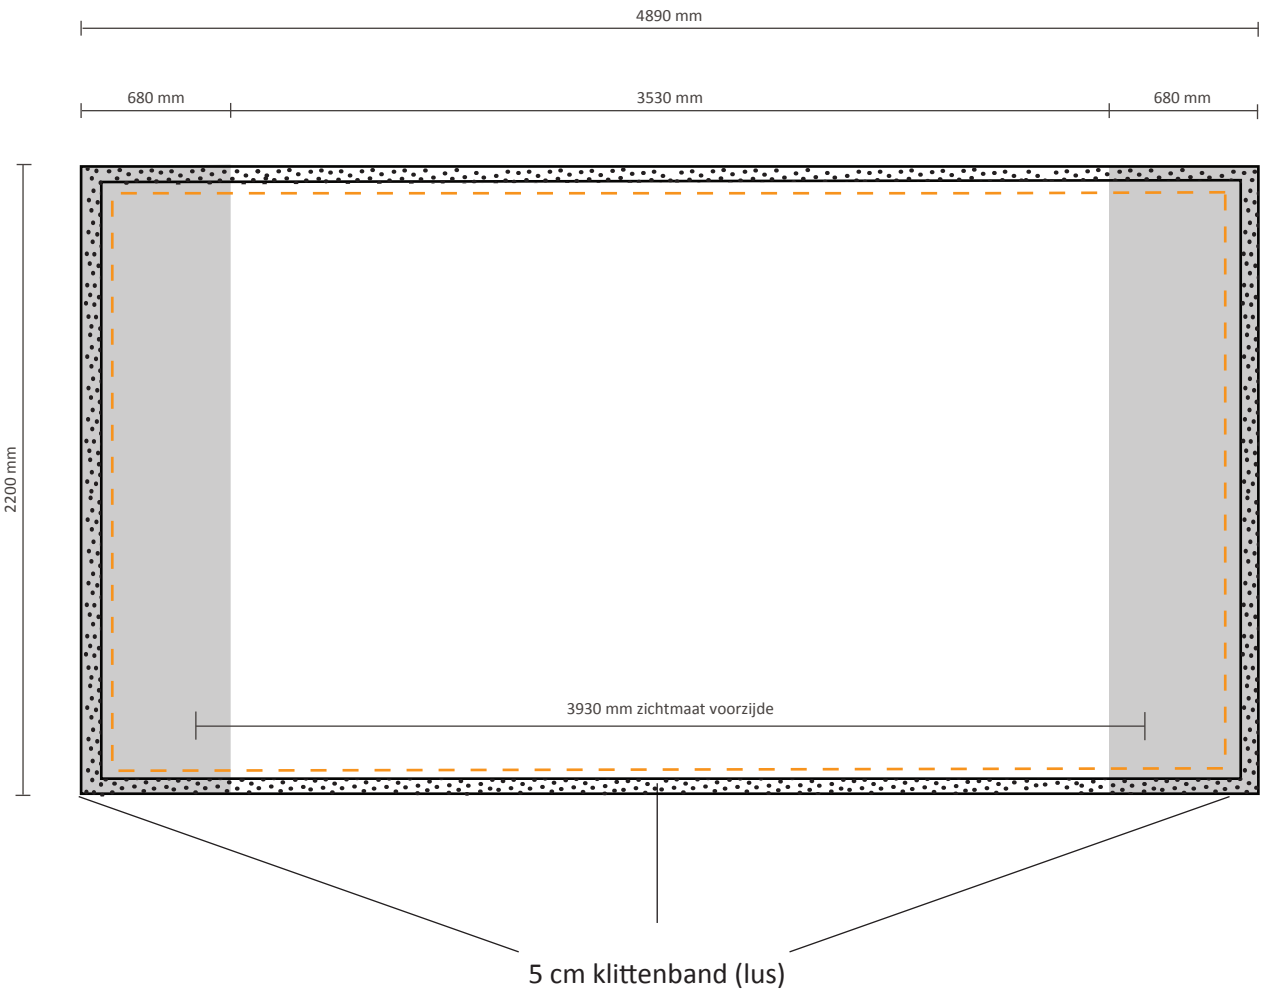 4890 mm
680 mm
3530 mm
680 mm
2200 mm
3930 mm zichtmaat voorzijde
5 cm klittenband (lus)